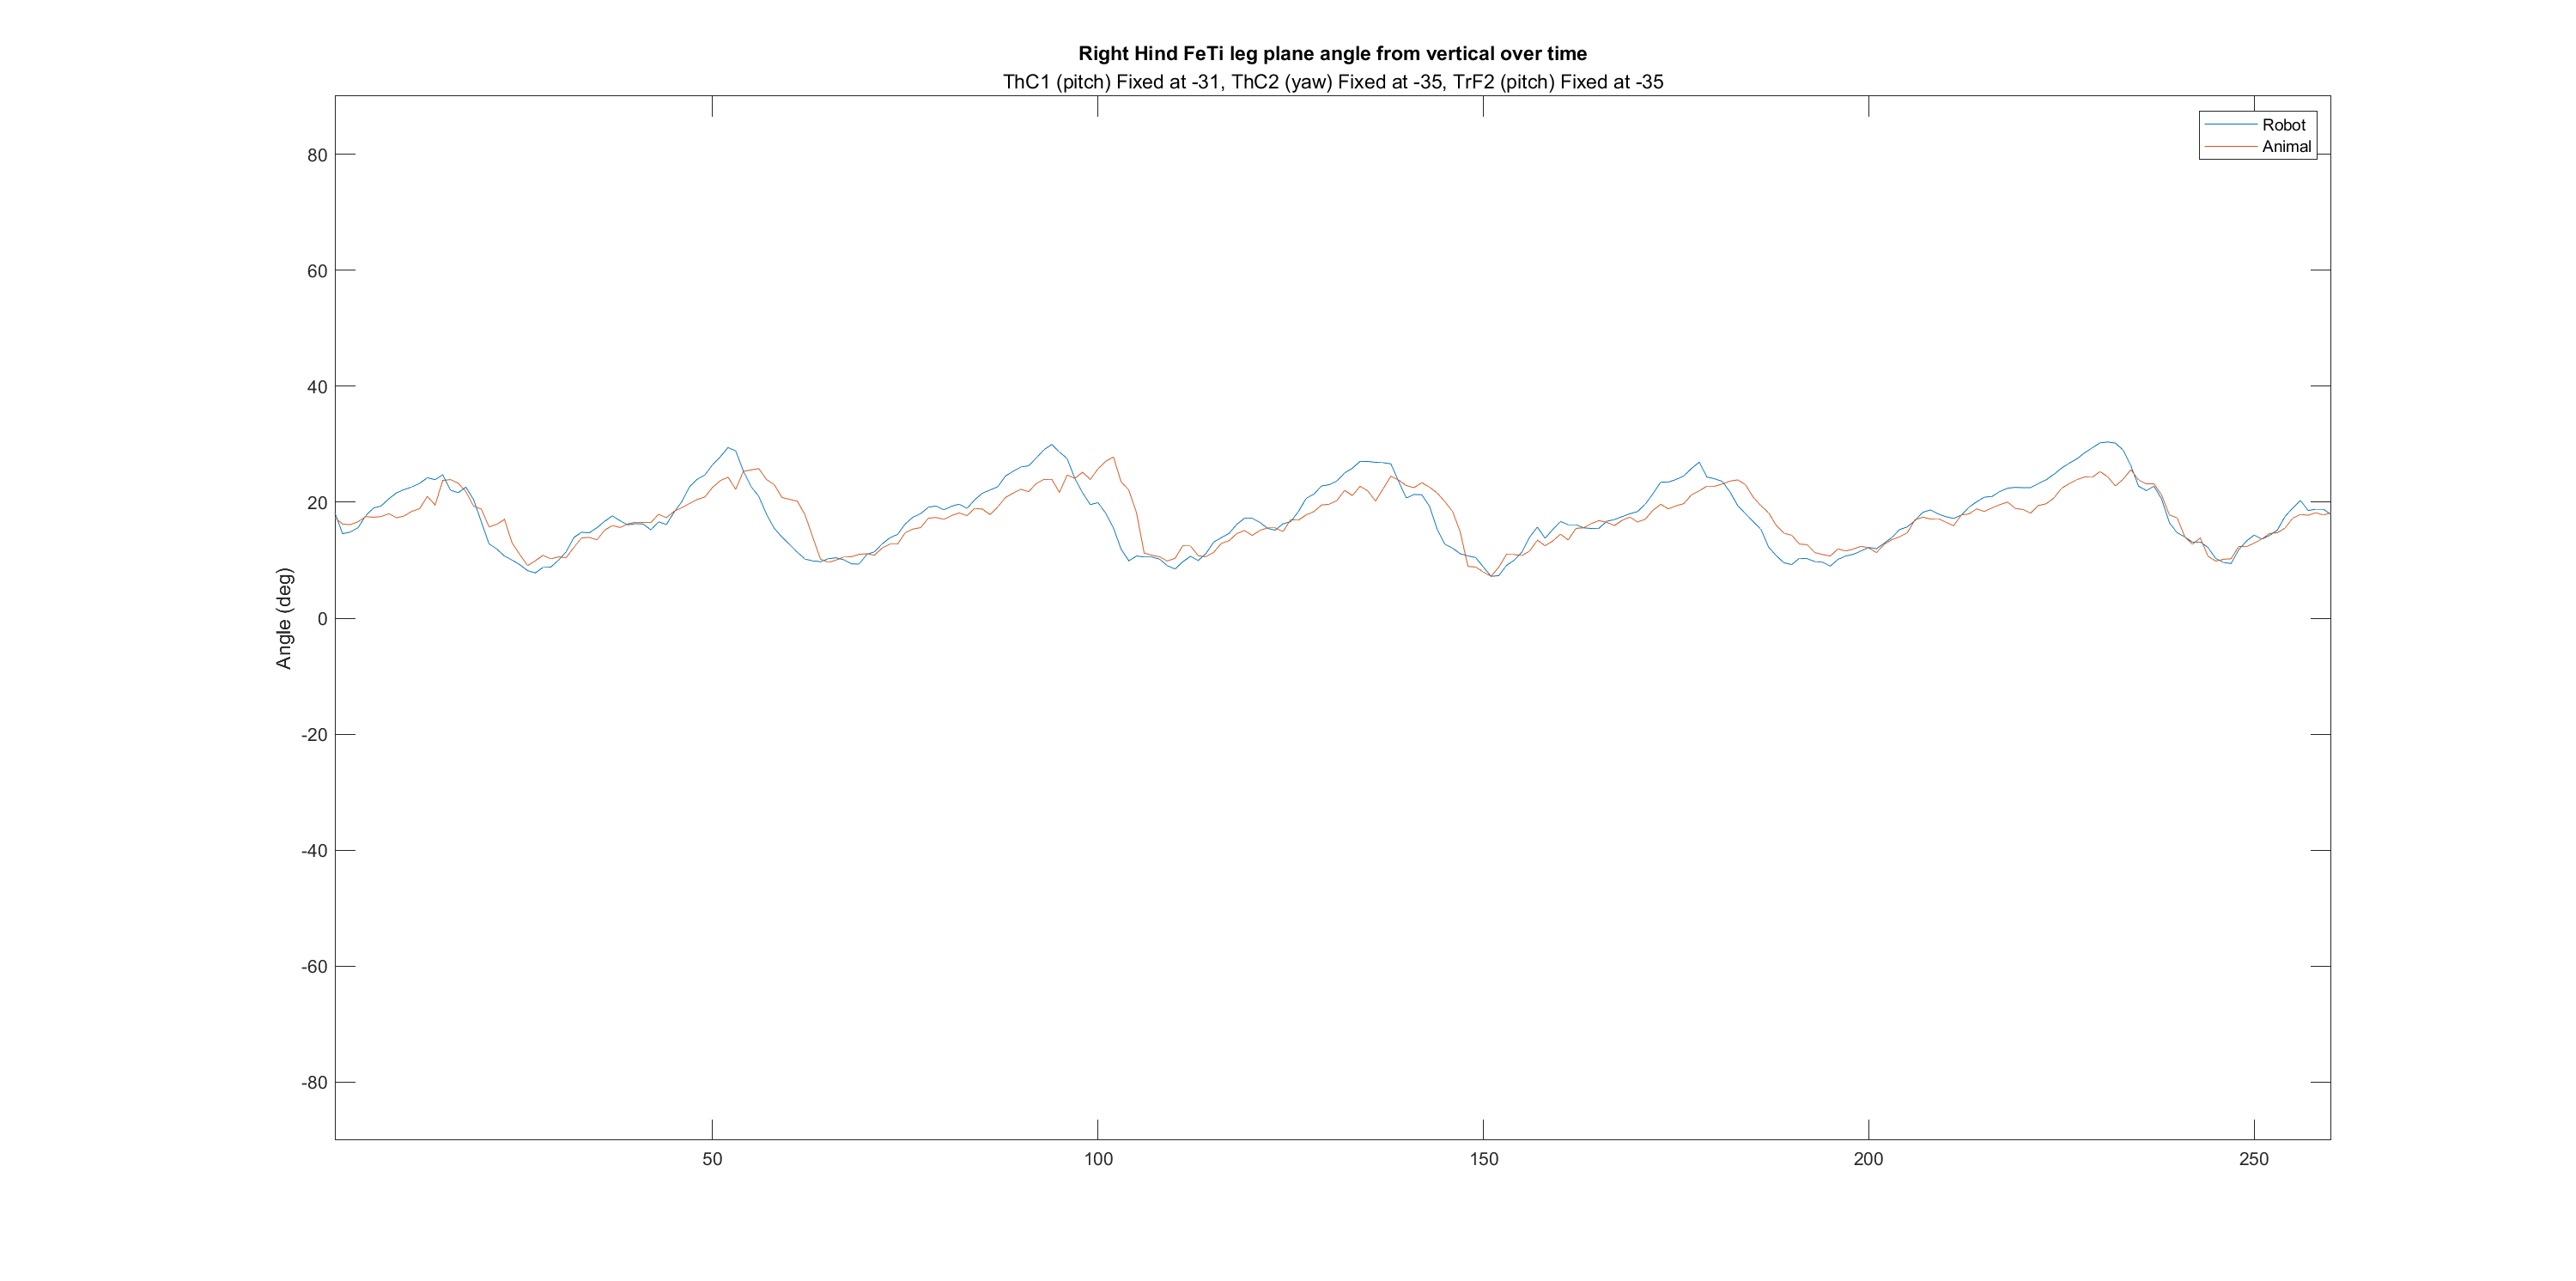 Right Hind FeTi leg plane angle from vertical over time
ThC1 (pitch) Fixed at -31, ThC2 (yaw) Fixed at -35, TrF2 (pitch) Fixed at -35
Robot
Animal
80
60
40
20
0
-20
-40
-60
-80
Angle (deg)
50
100
150
200
250